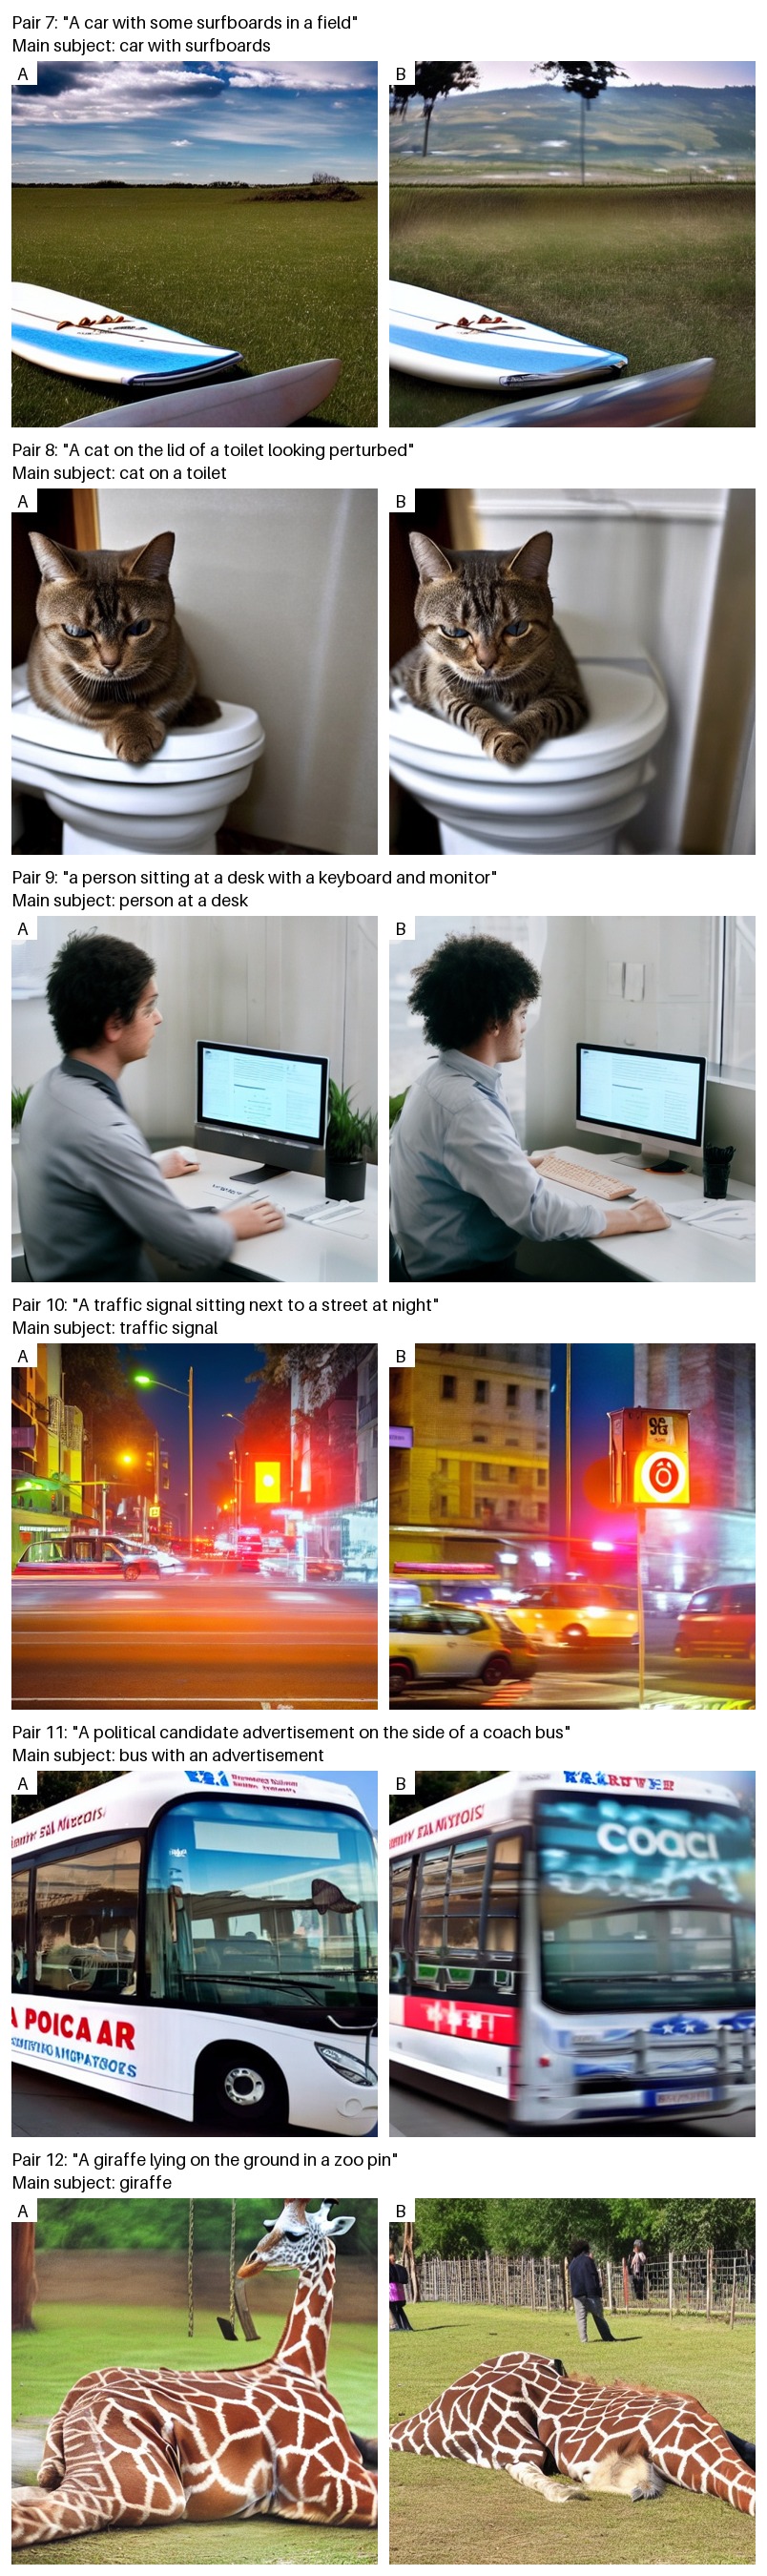 Pair 7: "A car with some surfboards in a field"
Main subject: car with surfboards
A
B
Pair 8: "A cat on the lid of a toilet looking perturbed"
Main subject: cat on a toilet
A
B
Pair 9: "a person sitting at a desk with a keyboard and monitor"
Main subject: person at a desk
A
B
Pair 10: "A traffic signal sitting next to a street at night"
Main subject: traffic signal
A
B
Pair 11: "A political candidate advertisement on the side of a coach bus"
Main subject: bus with an advertisement
A
B
COACI
A POICAAR
Pair 12: "A giraffe lying on the ground in a zoo pin"
Main subject: giraffe
A
B